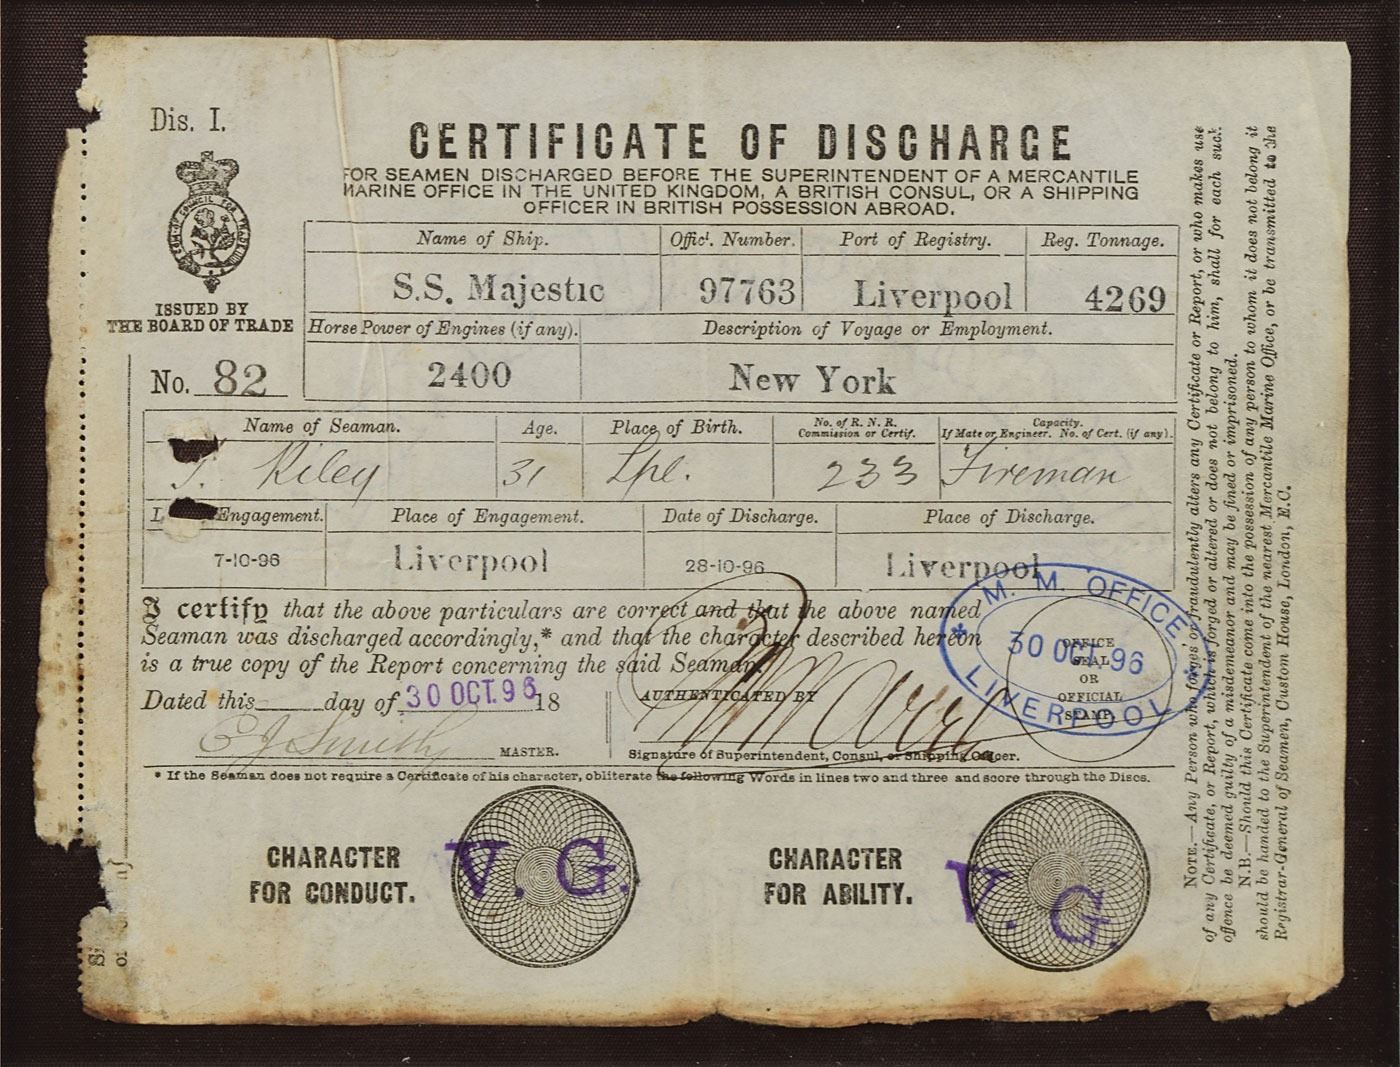 Dis. I.
CERTIFICATE OF DISCHARGE
FOR SEAMEN DISCHARGED BEFORE THE SUPERINTENDENT OF A MERCANTILE
MARINE OFFICE IN THE UNITED KINGDOM, A BRITISH CONSUL, OR A SHIPPING
OFFICER IN BRITISH POSSESSION ABROAD.
ISSUED BY
THE BOARD OF TRADE
No. 82
Name of Ship. Offic'l. Number. Port of Registry. Reg. Tonnage.
S.S. Majestic 97763 Liverpool 4269
Horse Power of Engines (if any). Description of Voyage or Employment.
2400 New York
Name of Seaman. Age. Place of Birth. No. of R. N. R. Commission or Certif. Capacity. If Mate or Engineer, No. of Cert. (if any).
Riley 31 Lpl. 233 Fireman
Engagement. Place of Engagement. Date of Discharge. Place of Discharge.
7-10-96 Liverpool 28-10-96 Liverpool
I certify that the above particulars are correct and that the above named
Seaman was discharged accordingly,* and that the character described hereon
is a true copy of the Report concerning the said Seaman.
Dated this day of 30 OCT. 96 18
AUTHENTICATED BY
E J Smith MASTER.
Signature of Superintendent, Consul, or Shipping Officer.
M. M. OFFICE
30 OCT. 96
LIVERPOOL
OFFICE
SEAL
OR
OFFICIAL
STAMP.
* If the Seaman does not require a Certificate of his character, obliterate the following Words in lines two and three and score through the Discs.
CHARACTER
FOR CONDUCT.
V. G.
CHARACTER
FOR ABILITY.
V. G.
NOTE.—Any Person who forges or fraudulently alters any Certificate or Report, or who makes use
of any Certificate, or Report, which is forged or altered or does not belong to him, shall for each such
offence be deemed guilty of a misdemeanor and may be fined or imprisoned.
N.B.—Should this Certificate come into the possession of any person to whom it does not belong it
should be handed to the Superintendent of the nearest Mercantile Marine Office, or be transmitted to the
Registrar-General of Seamen, Custom House, London, E.C.